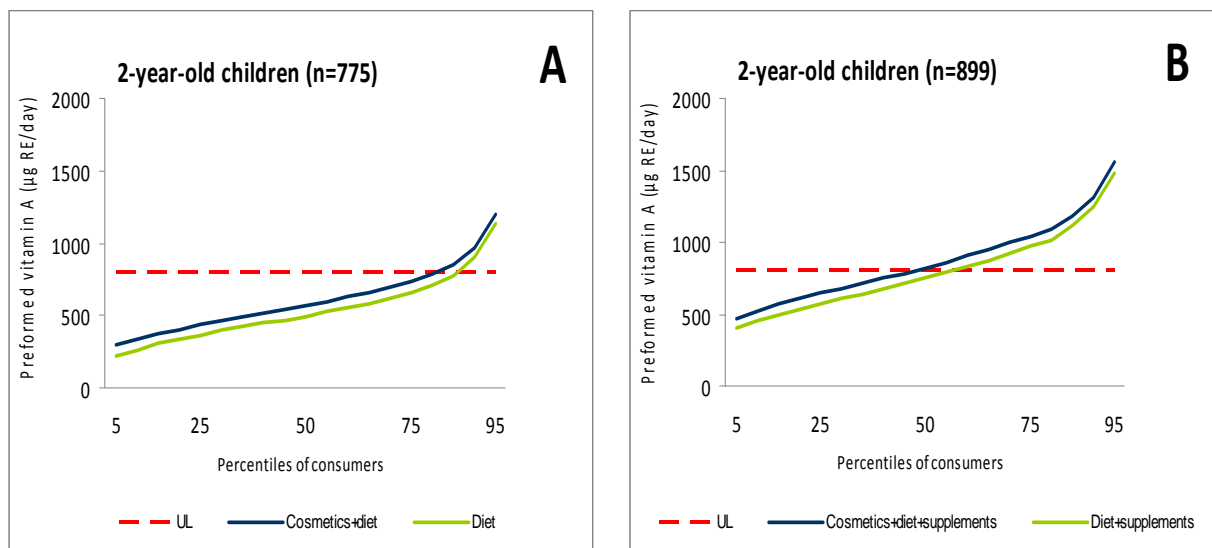 2-year-old children (n=775)
A
Preformed vitamin A (µg RE/day)
2000
1500
1000
500
0
5 25 50 75 95
Percentiles of consumers
UL Cosmetics+diet Diet
2-year-old children (n=899)
B
Preformed vitamin A (µg RE/day)
2000
1500
1000
500
0
5 25 50 75 95
Percentiles of consumers
UL Cosmetics+diet+supplements Diet+supplements